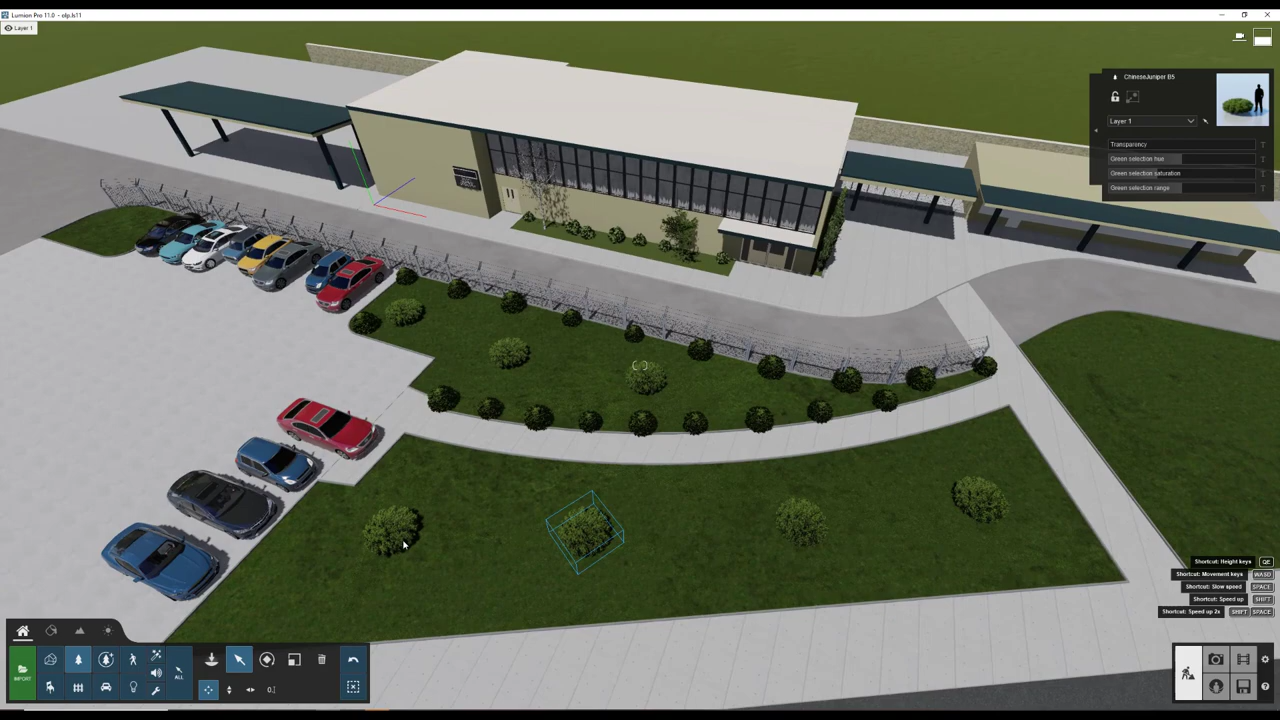 Lumion Pro 11.0 - olp.ls11
Layer 1
ChineseJuniper B5
Layer 1
Transparency
Green selection hue
Green selection saturation
Green selection range
Shortcut: Height keys QE
Shortcut: Movement keys WASD
Shortcut: Slow speed SPACE
Shortcut: Speed up SHIFT
Shortcut: Speed up 2x SHIFT SPACE
IMPORT
ALL